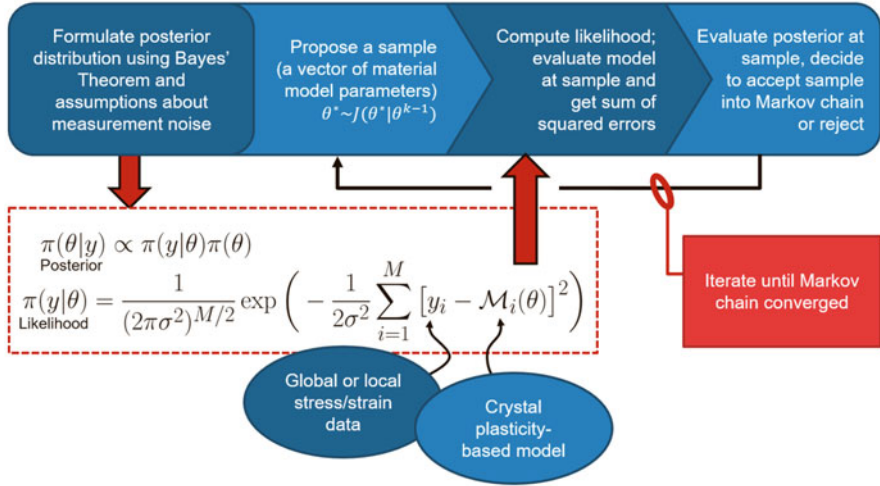 Formulate posterior
distribution using Bayes'
Theorem and
assumptions about
measurement noise
Propose a sample
(a vector of material
model parameters)
θ*~J(θ*|θᵏ⁻¹)
Compute likelihood;
evaluate model
at sample and
get sum of
squared errors
Evaluate posterior at
sample, decide
to accept sample
into Markov chain
or reject
π(θ|y) ∝ π(y|θ)π(θ)
Posterior
π(y|θ) = 1/(2πσ²)^{M/2} exp( − 1/2σ² ∑_{i=1}^{M} [y_i − ℳ_i(θ)]² )
Likelihood
Iterate until Markov
chain converged
Global or local
stress/strain
data
Crystal
plasticity-
based model